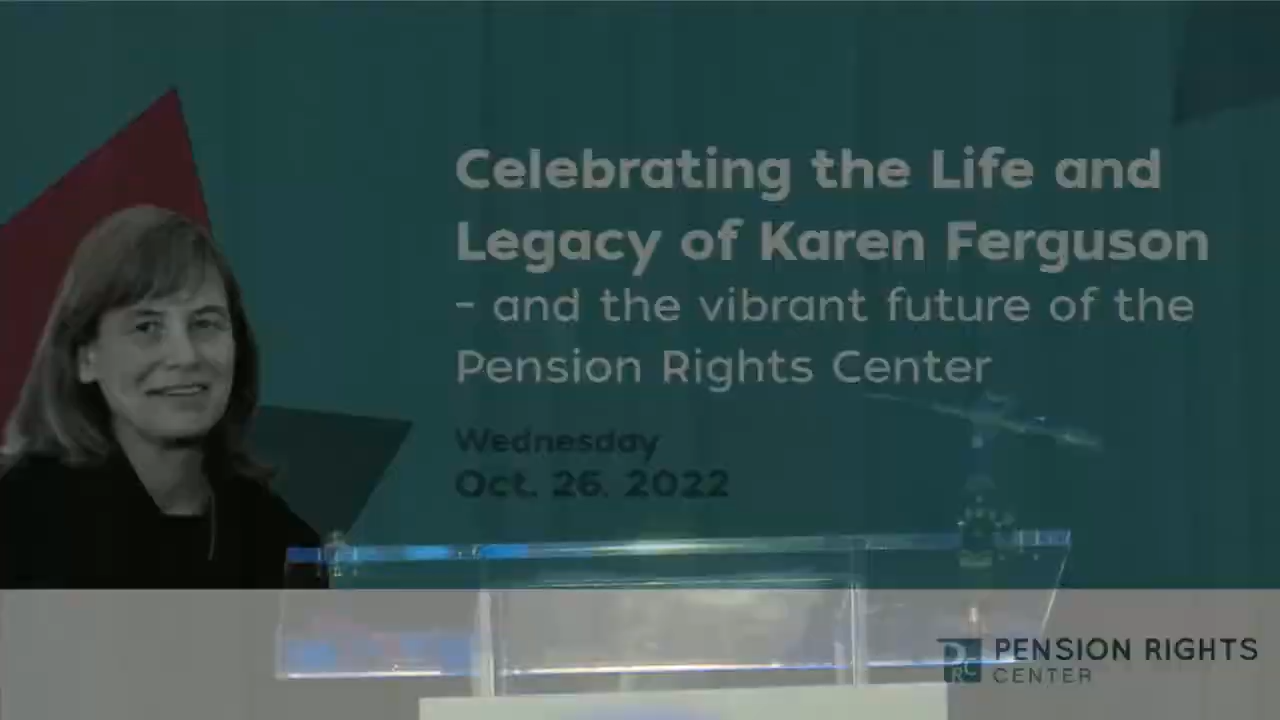 Celebrating the Life and
Legacy of Karen Ferguson
- and the vibrant future of the
Pension Rights Center
Wednesday
Oct. 26, 2022
PRC
PENSION RIGHTS
CENTER